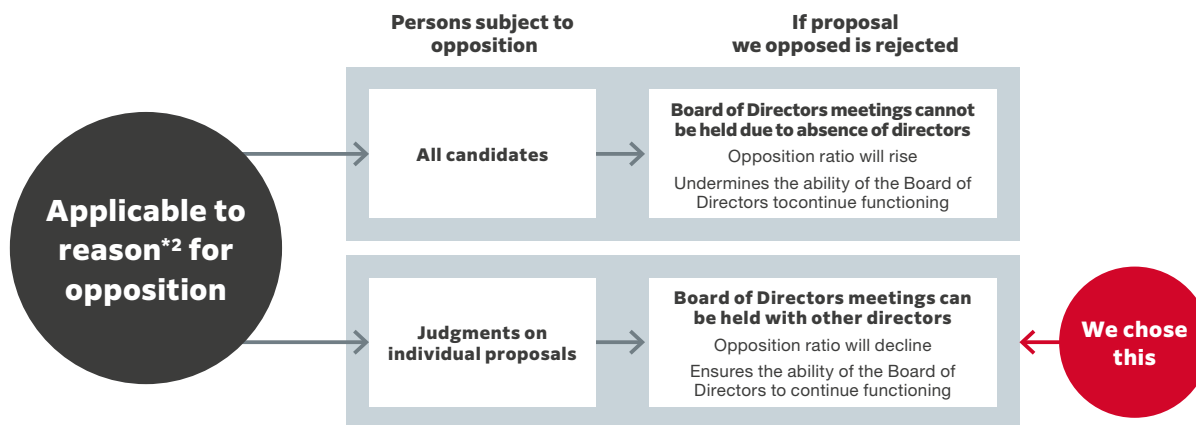 Persons subject to
opposition
If proposal
we opposed is rejected
Applicable to
reason*2 for
opposition
All candidates
Board of Directors meetings cannot
be held due to absence of directors
Opposition ratio will rise
Undermines the ability of the Board of
Directors tocontinue functioning
Judgments on
individual proposals
Board of Directors meetings can
be held with other directors
Opposition ratio will decline
Ensures the ability of the Board of
Directors to continue functioning
We chose
this